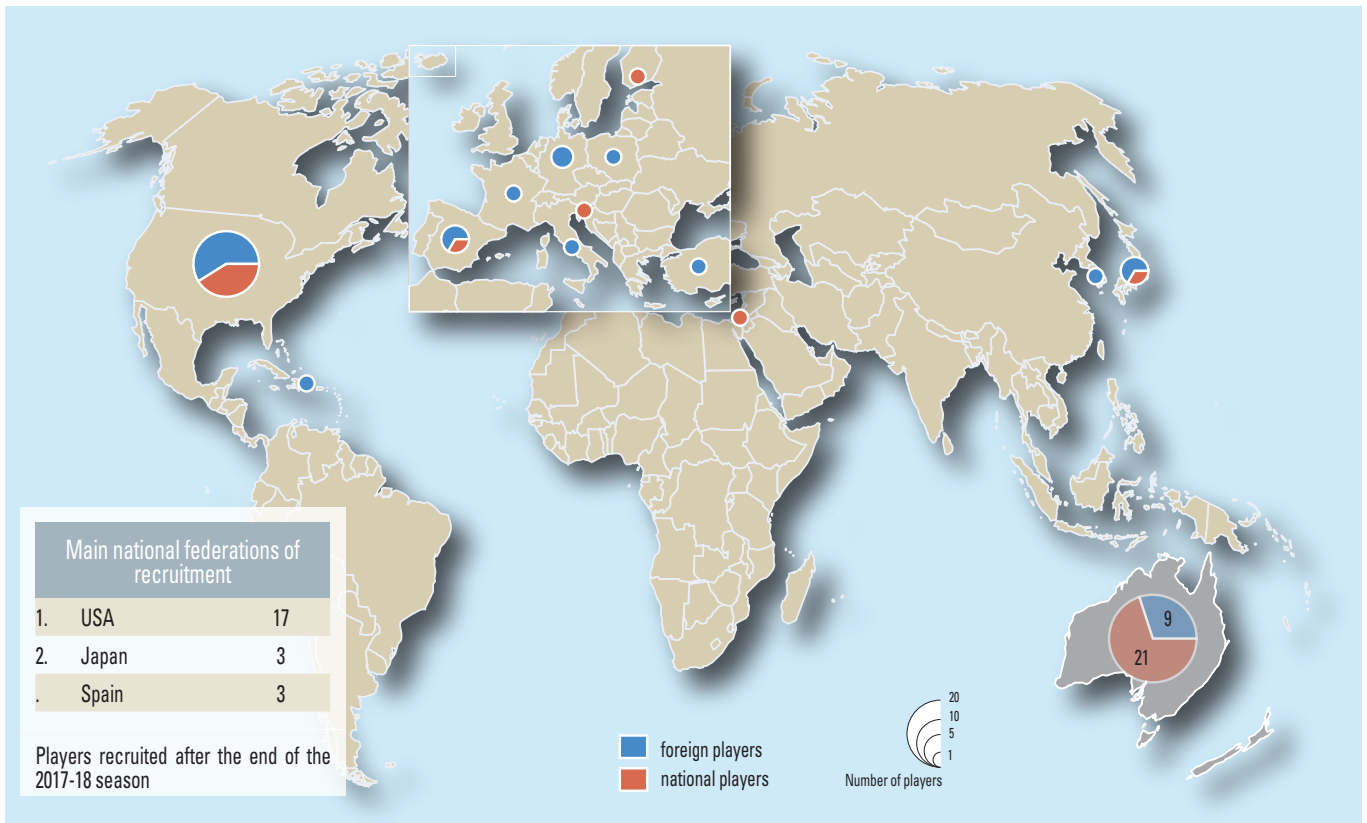 Main national federations of
recruitment
1. USA 17
2. Japan 3
. Spain 3
Players recruited after the end of the
2017-18 season
foreign players
national players
20
10
5
1
Number of players
9
21